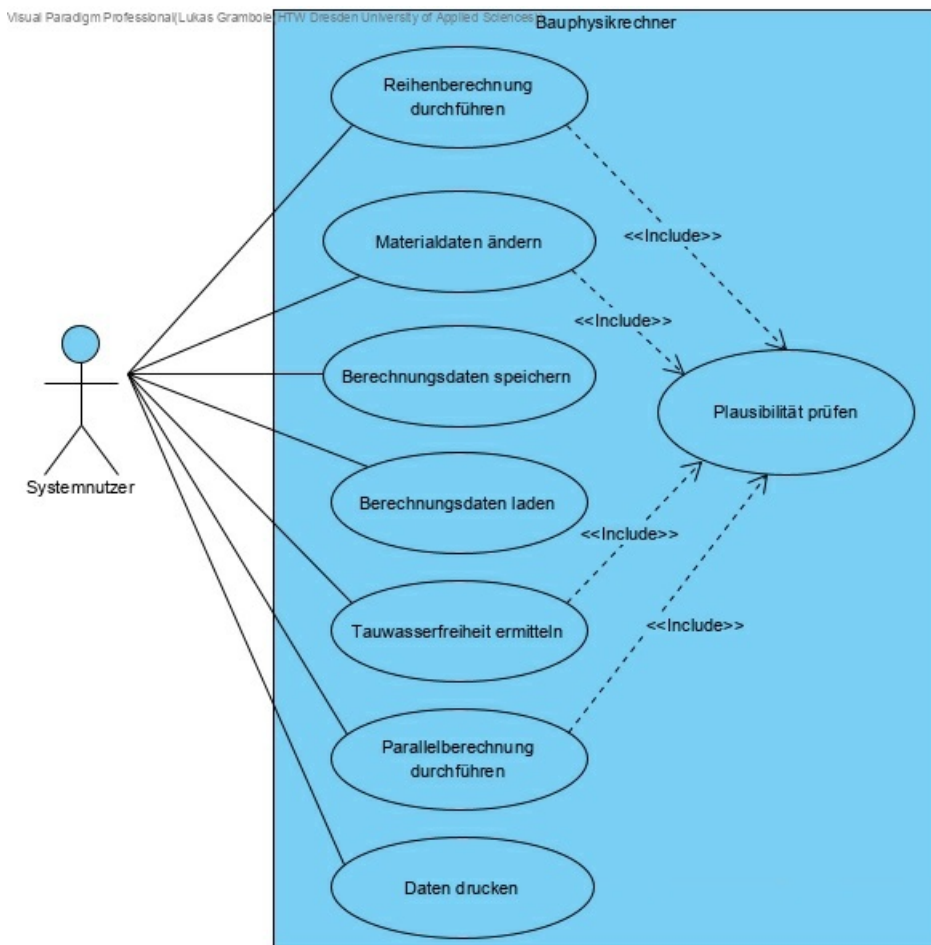 Visual Paradigm Professional(Lukas Grambole(HTW Dresden University of Applied Sciences))
Bauphysikrechner
Reihenberechnung
durchführen
<<Include>>
Materialdaten ändern
<<Include>>
Berechnungsdaten speichern
Plausibilität prüfen
Systemnutzer
Berechnungsdaten laden
<<Include>>
Tauwasserfreiheit ermitteln
<<Include>>
Parallelberechnung
durchführen
Daten drucken